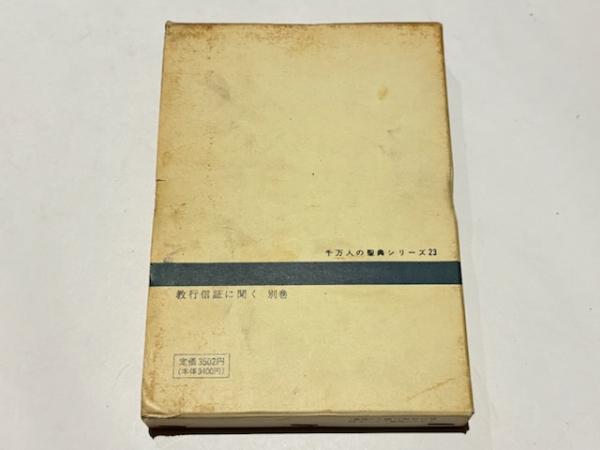 千万人の聖典シリーズ23
教行信証に聞く 別巻
定価3502円
(本体3400円)